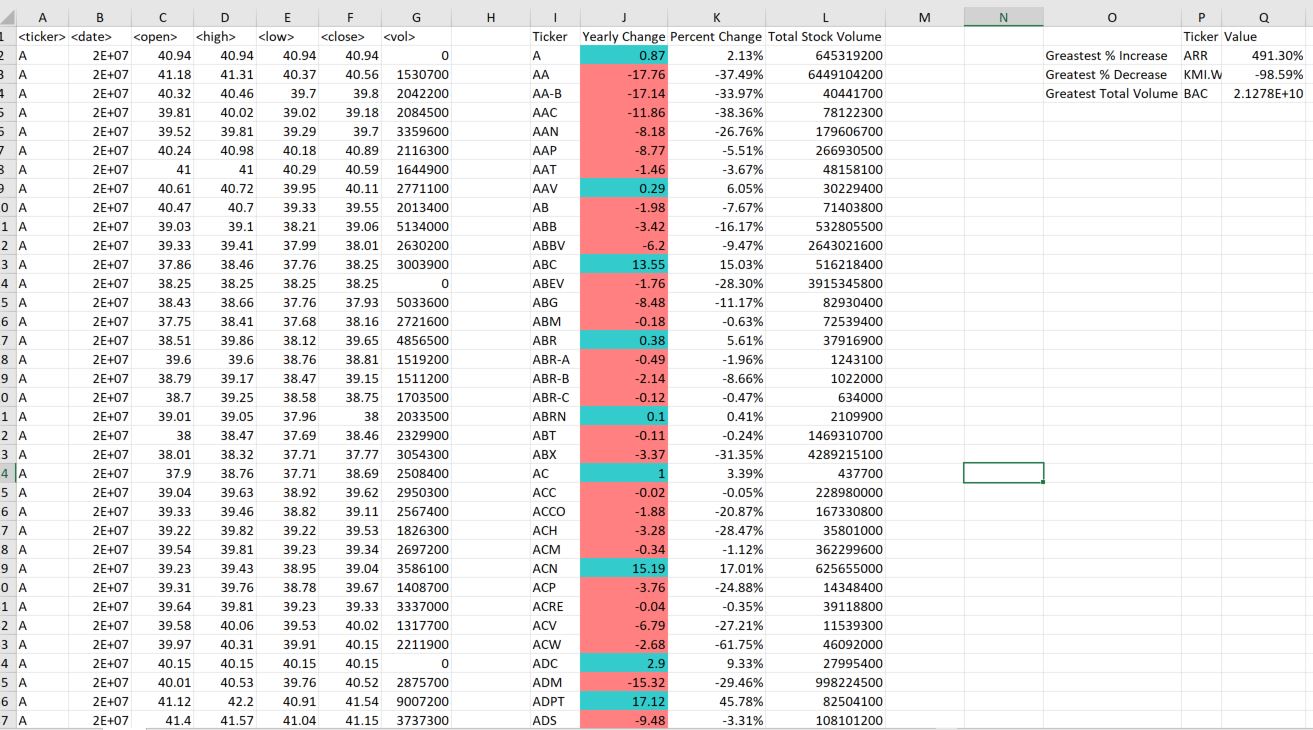 A B C D E F G H I J K L M N O P Q
1 <ticker> <date> <open> <high> <low> <close> <vol> Ticker Yearly Change Percent Change Total Stock Volume Ticker Value
2 A 2E+07 40.94 40.94 40.94 40.94 0 A 0.87 2.13% 645319200 Greastest % Increase ARR 491.30%
3 A 2E+07 41.18 41.31 40.37 40.56 1530700 AA -17.76 -37.49% 6449104200 Greatest % Decrease KMI.W -98.59%
4 A 2E+07 40.32 40.46 39.7 39.8 2042200 AA-B -17.14 -33.97% 40441700 Greatest Total Volume BAC 2.1278E+10
5 A 2E+07 39.81 40.02 39.02 39.18 2084500 AAC -11.86 -38.36% 78122300
6 A 2E+07 39.52 39.81 39.29 39.7 3359600 AAN -8.18 -26.76% 179606700
7 A 2E+07 40.24 40.98 40.18 40.89 2116300 AAP -8.77 -5.51% 266930500
8 A 2E+07 41 41 40.29 40.59 1644900 AAT -1.46 -3.67% 48158100
9 A 2E+07 40.61 40.72 39.95 40.11 2771100 AAV 0.29 6.05% 30229400
0 A 2E+07 40.47 40.7 39.33 39.55 2013400 AB -1.98 -7.67% 71403800
1 A 2E+07 39.03 39.1 38.21 39.06 5134000 ABB -3.42 -16.17% 532805500
2 A 2E+07 39.33 39.41 37.99 38.01 2630200 ABBV -6.2 -9.47% 2643021600
3 A 2E+07 37.86 38.46 37.76 38.25 3003900 ABC 13.55 15.03% 516218400
4 A 2E+07 38.25 38.25 38.25 38.25 0 ABEV -1.76 -28.30% 3915345800
5 A 2E+07 38.43 38.66 37.76 37.93 5033600 ABG -8.48 -11.17% 82930400
6 A 2E+07 37.75 38.41 37.68 38.16 2721600 ABM -0.18 -0.63% 72539400
7 A 2E+07 38.51 39.86 38.12 39.65 4856500 ABR 0.38 5.61% 37916900
8 A 2E+07 39.6 39.6 38.76 38.81 1519200 ABR-A -0.49 -1.96% 1243100
9 A 2E+07 38.79 39.17 38.47 39.15 1511200 ABR-B -2.14 -8.66% 1022000
0 A 2E+07 38.7 39.25 38.58 38.75 1703500 ABR-C -0.12 -0.47% 634000
1 A 2E+07 39.01 39.05 37.96 38 2033500 ABRN 0.1 0.41% 2109900
2 A 2E+07 38 38.47 37.69 38.46 2329900 ABT -0.11 -0.24% 1469310700
3 A 2E+07 38.01 38.32 37.71 37.77 3054300 ABX -3.37 -31.35% 4289215100
4 A 2E+07 37.9 38.76 37.71 38.69 2508400 AC 1 3.39% 437700
5 A 2E+07 39.04 39.63 38.92 39.62 2950300 ACC -0.02 -0.05% 228980000
6 A 2E+07 39.33 39.46 38.82 39.11 2567400 ACCO -1.88 -20.87% 167330800
7 A 2E+07 39.22 39.82 39.22 39.53 1826300 ACH -3.28 -28.47% 35801000
8 A 2E+07 39.54 39.81 39.23 39.34 2697200 ACM -0.34 -1.12% 362299600
9 A 2E+07 39.23 39.43 38.95 39.04 3586100 ACN 15.19 17.01% 625655000
0 A 2E+07 39.31 39.76 38.78 39.67 1408700 ACP -3.76 -24.88% 14348400
1 A 2E+07 39.64 39.81 39.23 39.33 3337000 ACRE -0.04 -0.35% 39118800
2 A 2E+07 39.58 40.06 39.53 40.02 1317700 ACV -6.79 -27.21% 11539300
3 A 2E+07 39.97 40.31 39.91 40.15 2211900 ACW -2.68 -61.75% 46092000
4 A 2E+07 40.15 40.15 40.15 40.15 0 ADC 2.9 9.33% 27995400
5 A 2E+07 40.01 40.53 39.76 40.52 2875700 ADM -15.32 -29.46% 998224500
6 A 2E+07 41.12 42.2 40.91 41.54 9007200 ADPT 17.12 45.78% 82504100
7 A 2E+07 41.4 41.57 41.04 41.15 3737300 ADS -9.48 -3.31% 108101200